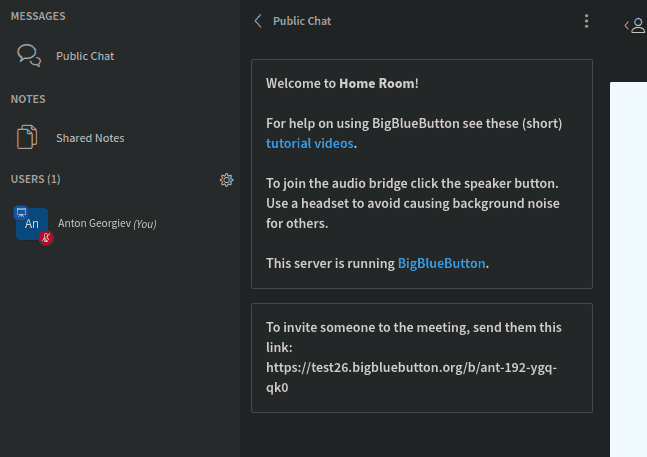 MESSAGES
Public Chat
NOTES
Shared Notes
USERS (1)
An
Anton Georgiev (You)
Public Chat
Welcome to Home Room!
For help on using BigBlueButton see these (short)
tutorial videos.
To join the audio bridge click the speaker button.
Use a headset to avoid causing background noise
for others.
This server is running BigBlueButton.
To invite someone to the meeting, send them this
link:
https://test26.bigbluebutton.org/b/ant-192-ygq-
qk0